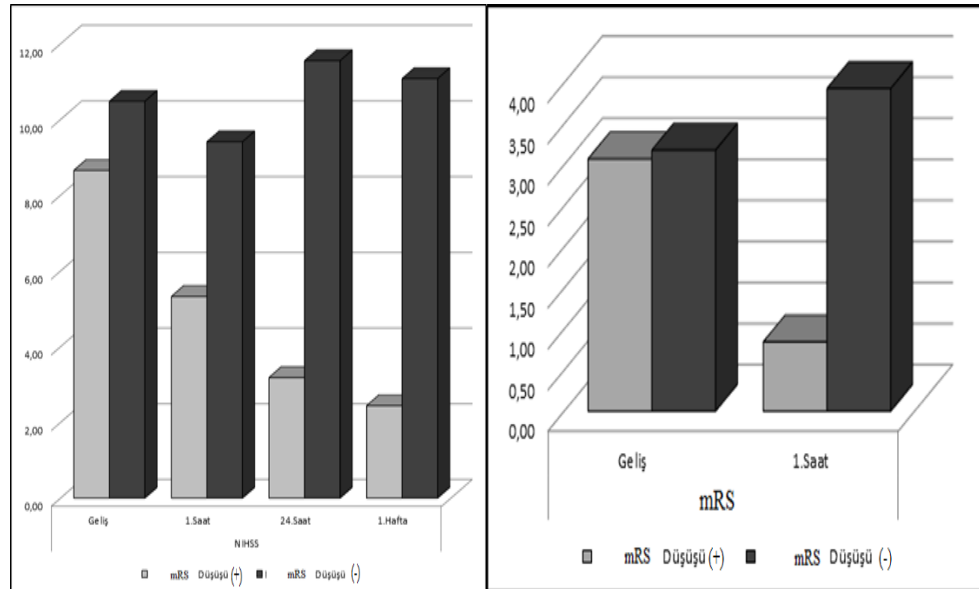 12,00
10,00
8,00
6,00
4,00
2,00
0,00
Geliş 1.Saat 24.Saat 1.Hafta
NIHSS
mRS Düşüşü (+) I mRS Düşüşü (-)
4,00
3,50
3,00
2,50
2,00
1,50
1,00
0,50
0,00
Geliş 1.Saat
mRS
mRS Düşüşü (+) mRS Düşüşü (-)